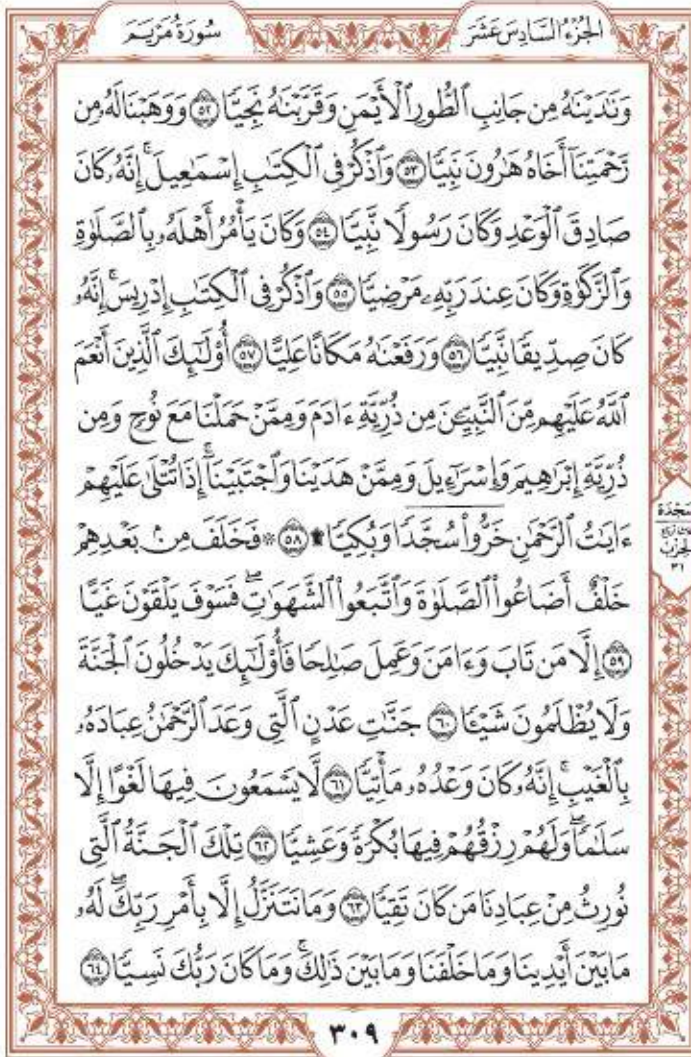 الجُزْءُ السَّادِسَ عَشَرَ
سُورَةُ مَرْيَمَ
وَنَٰدَيْنَٰهُ مِن جَانِبِ ٱلطُّورِ ٱلْأَيْمَنِ وَقَرَّبْنَٰهُ نَجِيًّا ٥٢ وَوَهَبْنَا لَهُۥ مِن
رَّحْمَتِنَآ أَخَاهُ هَٰرُونَ نَبِيًّا ٥٣ وَٱذْكُرْ فِى ٱلْكِتَٰبِ إِسْمَٰعِيلَۚ إِنَّهُۥ كَانَ
صَادِقَ ٱلْوَعْدِ وَكَانَ رَسُولًا نَّبِيًّا ٥٤ وَكَانَ يَأْمُرُ أَهْلَهُۥ بِٱلصَّلَوٰةِ
وَٱلزَّكَوٰةِ وَكَانَ عِندَ رَبِّهِۦ مَرْضِيًّا ٥٥ وَٱذْكُرْ فِى ٱلْكِتَٰبِ إِدْرِيسَۚ إِنَّهُۥ
كَانَ صِدِّيقًا نَّبِيًّا ٥٦ وَرَفَعْنَٰهُ مَكَانًا عَلِيًّا ٥٧ أُو۟لَٰٓئِكَ ٱلَّذِينَ أَنْعَمَ
ٱللَّهُ عَلَيْهِم مِّنَ ٱلنَّبِيِّـۧنَ مِن ذُرِّيَّةِ ءَادَمَ وَمِمَّنْ حَمَلْنَا مَعَ نُوحٍ وَمِن
ذُرِّيَّةِ إِبْرَٰهِيمَ وَإِسْرَٰٓءِيلَ وَمِمَّنْ هَدَيْنَا وَٱجْتَبَيْنَآۚ إِذَا تُتْلَىٰ عَلَيْهِمْ
ءَايَٰتُ ٱلرَّحْمَٰنِ خَرُّوا۟ سُجَّدًا وَبُكِيًّا ۩ ٥٨ ۞ فَخَلَفَ مِنۢ بَعْدِهِمْ
خَلْفٌ أَضَاعُوا۟ ٱلصَّلَوٰةَ وَٱتَّبَعُوا۟ ٱلشَّهَوَٰتِۖ فَسَوْفَ يَلْقَوْنَ غَيًّا
٥٩ إِلَّا مَن تَابَ وَءَامَنَ وَعَمِلَ صَٰلِحًا فَأُو۟لَٰٓئِكَ يَدْخُلُونَ ٱلْجَنَّةَ
وَلَا يُظْلَمُونَ شَيْـًٔا ٦٠ جَنَّٰتِ عَدْنٍ ٱلَّتِى وَعَدَ ٱلرَّحْمَٰنُ عِبَادَهُۥ
بِٱلْغَيْبِۚ إِنَّهُۥ كَانَ وَعْدُهُۥ مَأْتِيًّا ٦١ لَّا يَسْمَعُونَ فِيهَا لَغْوًا إِلَّا
سَلَٰمًاۖ وَلَهُمْ رِزْقُهُمْ فِيهَا بُكْرَةً وَعَشِيًّا ٦٢ تِلْكَ ٱلْجَنَّةُ ٱلَّتِى
نُورِثُ مِنْ عِبَادِنَا مَن كَانَ تَقِيًّا ٦٣ وَمَا نَتَنَزَّلُ إِلَّا بِأَمْرِ رَبِّكَۖ لَهُۥ
مَا بَيْنَ أَيْدِينَا وَمَا خَلْفَنَا وَمَا بَيْنَ ذَٰلِكَۚ وَمَا كَانَ رَبُّكَ نَسِيًّا ٦٤
سَجْدَة
الحِزْب
٣١
٣٠٩